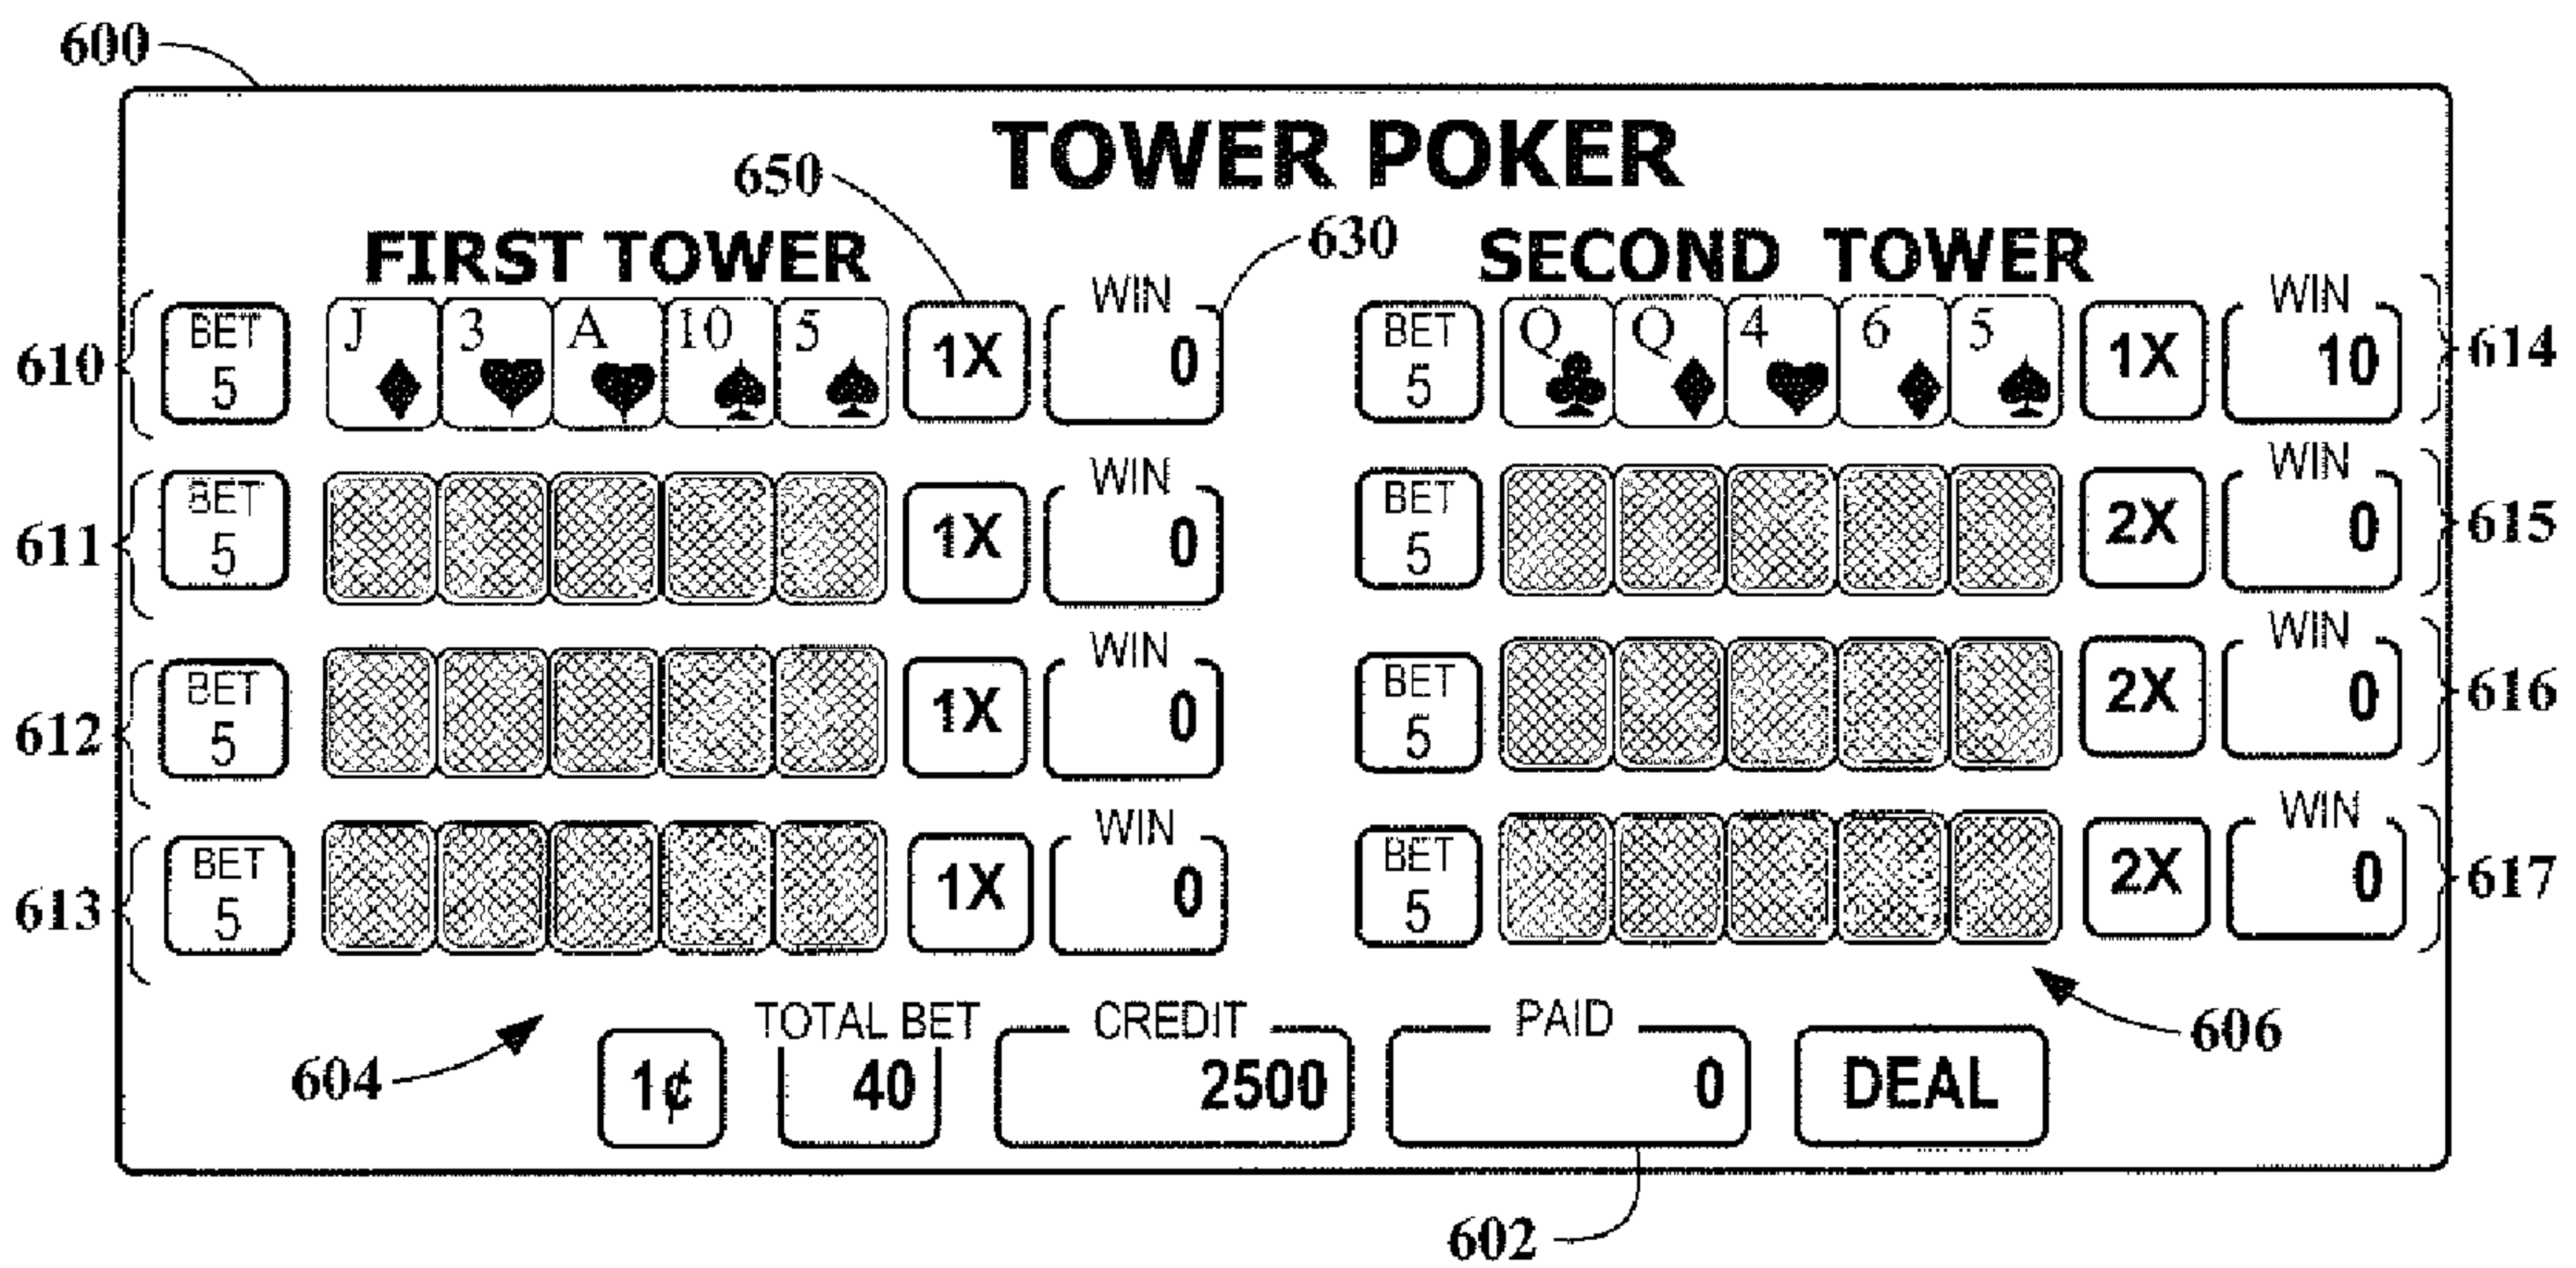 600
TOWER POKER
650
630
FIRST TOWER
SECOND TOWER
610 BET 5 J 3 A 10 5 1X WIN 0
BET 5 Q Q 4 6 5 1X WIN 10 614
611 BET 5 1X WIN 0
BET 5 2X WIN 0 615
612 BET 5 1X WIN 0
BET 5 2X WIN 0 616
613 BET 5 1X WIN 0
BET 5 2X WIN 0 617
604
606
1¢ TOTAL BET 40 CREDIT 2500 PAID 0 DEAL
602